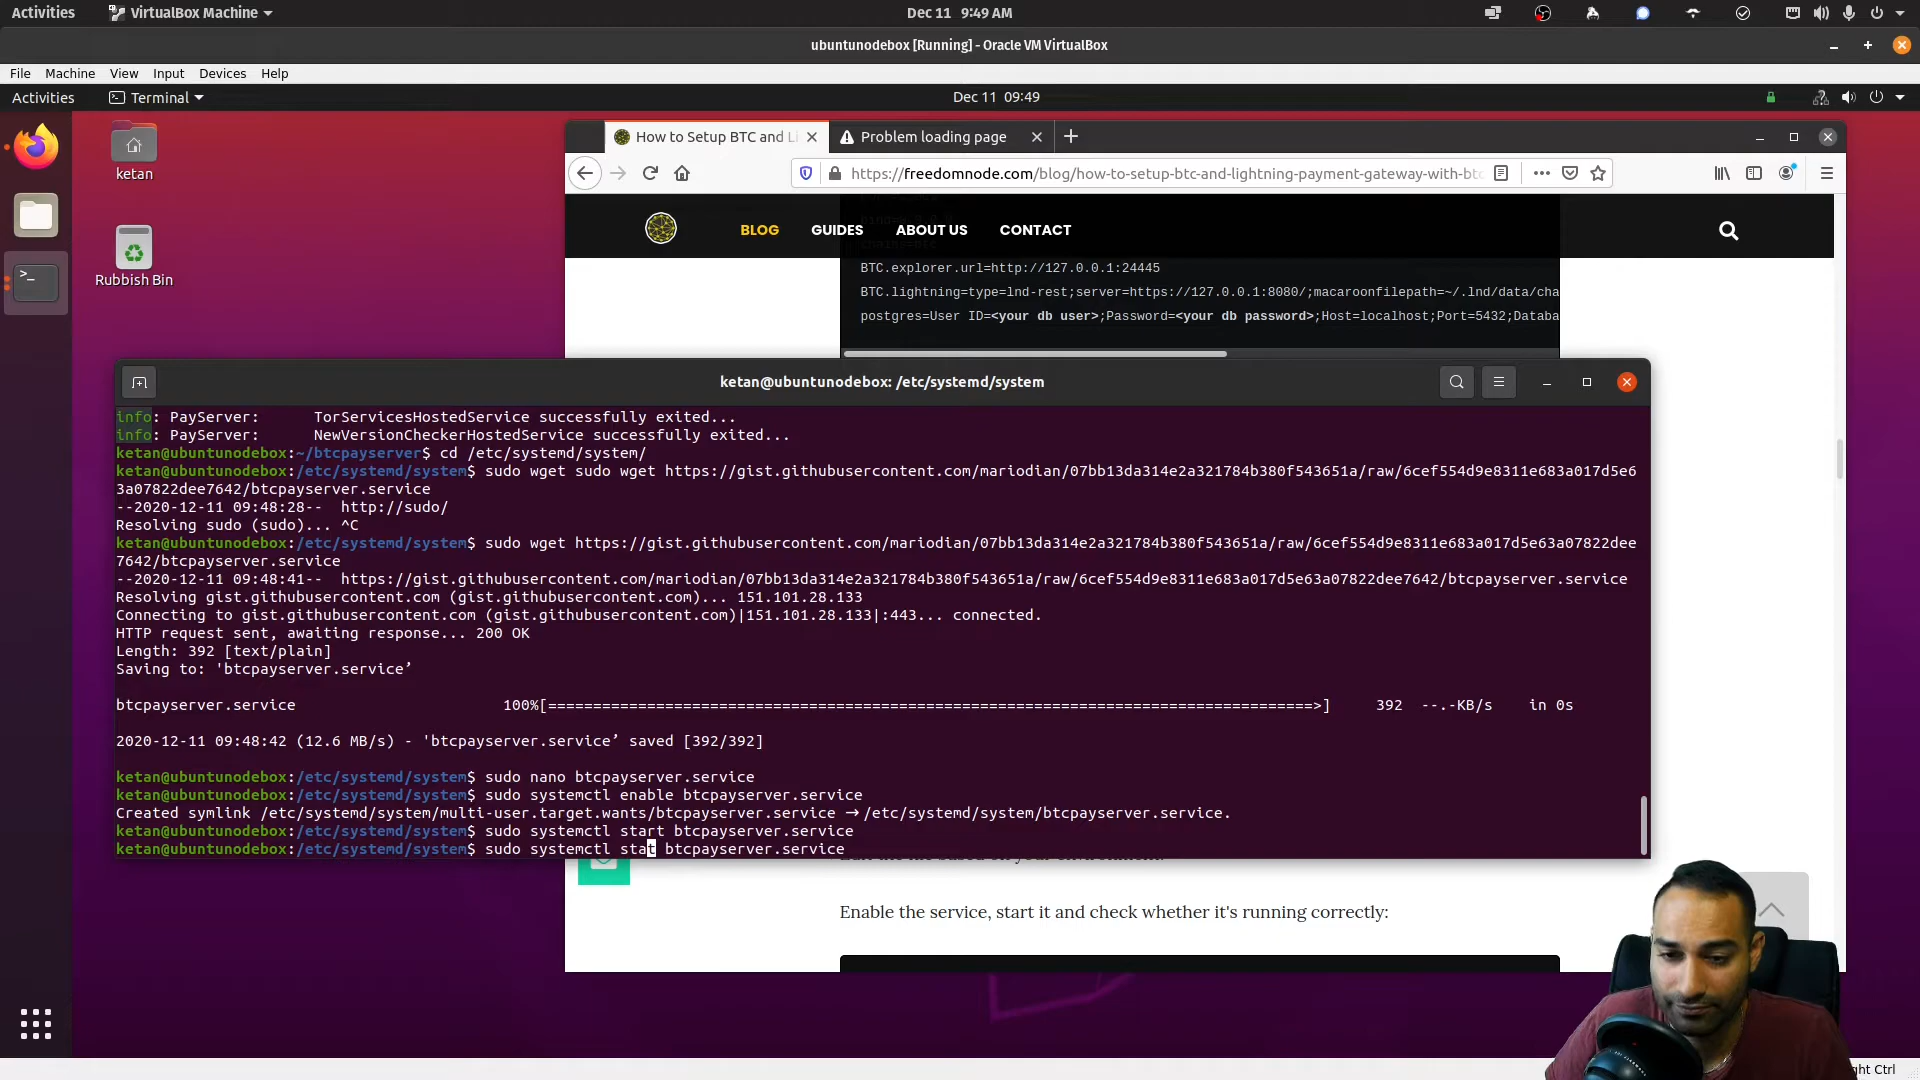 Activities
VirtualBox Machine
Dec 11 9:49 AM
ubuntunodebox [Running] - Oracle VM VirtualBox
File Machine View Input Devices Help
Activities
Terminal
Dec 11 09:49
ketan
Rubbish Bin
How to Setup BTC and Li
Problem loading page
https://freedomnode.com/blog/how-to-setup-btc-and-lightning-payment-gateway-with-btc
BLOG GUIDES ABOUT US CONTACT
BTC.explorer.url=http://127.0.0.1:24445
BTC.lightning=type=lnd-rest;server=https://127.0.0.1:8080/;macaroonfilepath=~/.lnd/data/cha
postgres=User ID=<your db user>;Password=<your db password>;Host=localhost;Port=5432;Databa
ketan@ubuntunodebox: /etc/systemd/system
info: PayServer:      TorServicesHostedService successfully exited...
info: PayServer:      NewVersionCheckerHostedService successfully exited...
ketan@ubuntunodebox:~/btcpayserver$ cd /etc/systemd/system/
ketan@ubuntunodebox:/etc/systemd/system$ sudo wget sudo wget https://gist.githubusercontent.com/mariodian/07bb13da314e2a321784b380f543651a/raw/6cef554d9e8311e683a017d5e6
3a07822dee7642/btcpayserver.service
--2020-12-11 09:48:28--  http://sudo/
Resolving sudo (sudo)... ^C
ketan@ubuntunodebox:/etc/systemd/system$ sudo wget https://gist.githubusercontent.com/mariodian/07bb13da314e2a321784b380f543651a/raw/6cef554d9e8311e683a017d5e63a07822dee
7642/btcpayserver.service
--2020-12-11 09:48:41--  https://gist.githubusercontent.com/mariodian/07bb13da314e2a321784b380f543651a/raw/6cef554d9e8311e683a017d5e63a07822dee7642/btcpayserver.service
Resolving gist.githubusercontent.com (gist.githubusercontent.com)... 151.101.28.133
Connecting to gist.githubusercontent.com (gist.githubusercontent.com)|151.101.28.133|:443... connected.
HTTP request sent, awaiting response... 200 OK
Length: 392 [text/plain]
Saving to: 'btcpayserver.service’
btcpayserver.service 100%[=====================================================================================>] 392 --.-KB/s in 0s
2020-12-11 09:48:42 (12.6 MB/s) - 'btcpayserver.service’ saved [392/392]
ketan@ubuntunodebox:/etc/systemd/system$ sudo nano btcpayserver.service
ketan@ubuntunodebox:/etc/systemd/system$ sudo systemctl enable btcpayserver.service
Created symlink /etc/systemd/system/multi-user.target.wants/btcpayserver.service → /etc/systemd/system/btcpayserver.service.
ketan@ubuntunodebox:/etc/systemd/system$ sudo systemctl start btcpayserver.service
ketan@ubuntunodebox:/etc/systemd/system$ sudo systemctl stat btcpayserver.service
Enable the service, start it and check whether it's running correctly:
ght Ctrl